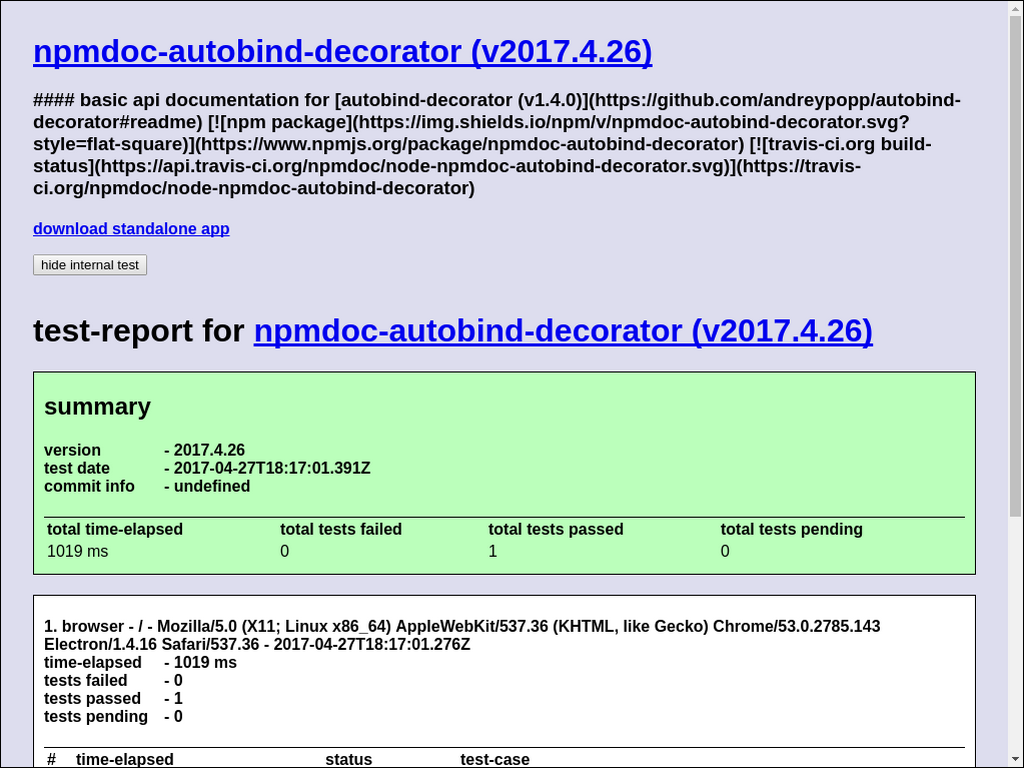 npmdoc-autobind-decorator (v2017.4.26)
#### basic api documentation for [autobind-decorator (v1.4.0)](https://github.com/andreypopp/autobind-
decorator#readme) [![npm package](https://img.shields.io/npm/v/npmdoc-autobind-decorator.svg?
style=flat-square)](https://www.npmjs.org/package/npmdoc-autobind-decorator) [![travis-ci.org build-
status](https://api.travis-ci.org/npmdoc/node-npmdoc-autobind-decorator.svg)](https://travis-
ci.org/npmdoc/node-npmdoc-autobind-decorator)
download standalone app
hide internal test
test-report for npmdoc-autobind-decorator (v2017.4.26)
summary
version - 2017.4.26
test date - 2017-04-27T18:17:01.391Z
commit info - undefined
total time-elapsed total tests failed total tests passed total tests pending
1019 ms 0 1 0
1. browser - / - Mozilla/5.0 (X11; Linux x86_64) AppleWebKit/537.36 (KHTML, like Gecko) Chrome/53.0.2785.143
Electron/1.4.16 Safari/537.36 - 2017-04-27T18:17:01.276Z
time-elapsed - 1019 ms
tests failed - 0
tests passed - 1
tests pending - 0
# time-elapsed status test-case